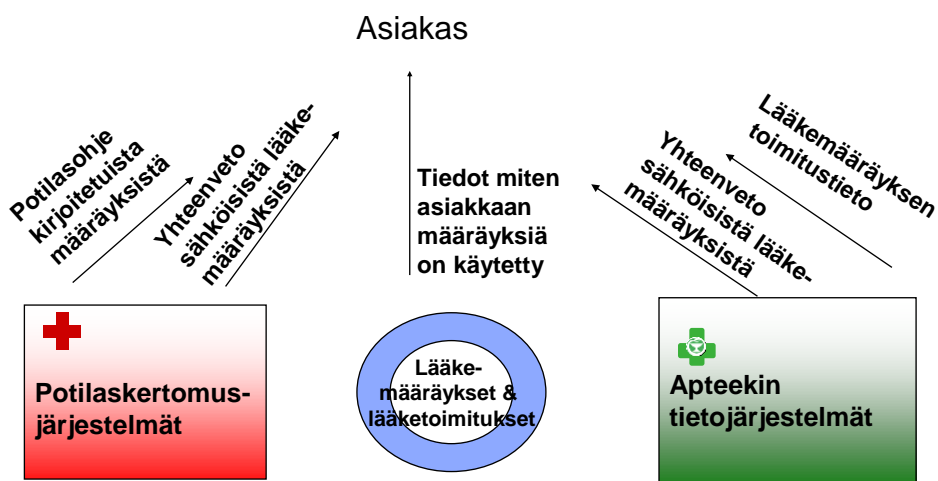 Asiakas
Potilasohje
kirjoitetuista
määräyksistä
Yhteenveto
sähköisistä lääke-
määräyksistä
Tiedot miten
asiakkaan
määräyksiä
on käytetty
Yhteenveto
sähköisistä lääke-
määräyksistä
Lääkemääräyksen
toimitustieto
Potilaskertomus-
järjestelmät
Lääke-
määräykset &
lääketoimitukset
Apteekin
tietojärjestelmät